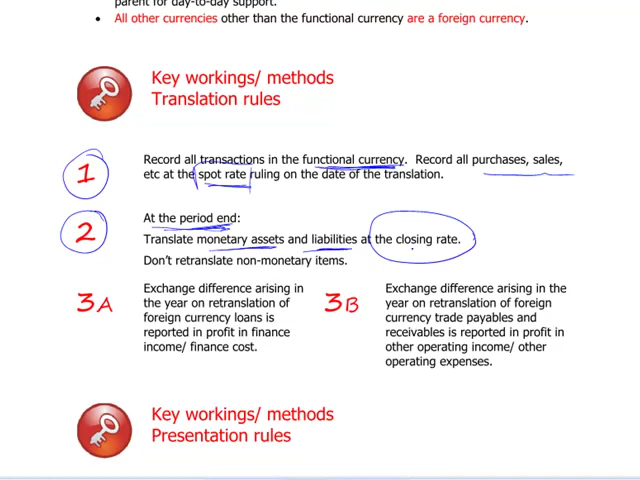 parent for day-to-day support.
• All other currencies other than the functional currency are a foreign currency.
Key workings/ methods
Translation rules
1
Record all transactions in the functional currency. Record all purchases, sales,
etc at the spot rate ruling on the date of the translation.
2
At the period end:
Translate monetary assets and liabilities at the closing rate.
Don't retranslate non-monetary items.
3A
Exchange difference arising in
the year on retranslation of
foreign currency loans is
reported in profit in finance
income/ finance cost.
3B
Exchange difference arising in the
year on retranslation of foreign
currency trade payables and
receivables is reported in profit in
other operating income/ other
operating expenses.
Key workings/ methods
Presentation rules